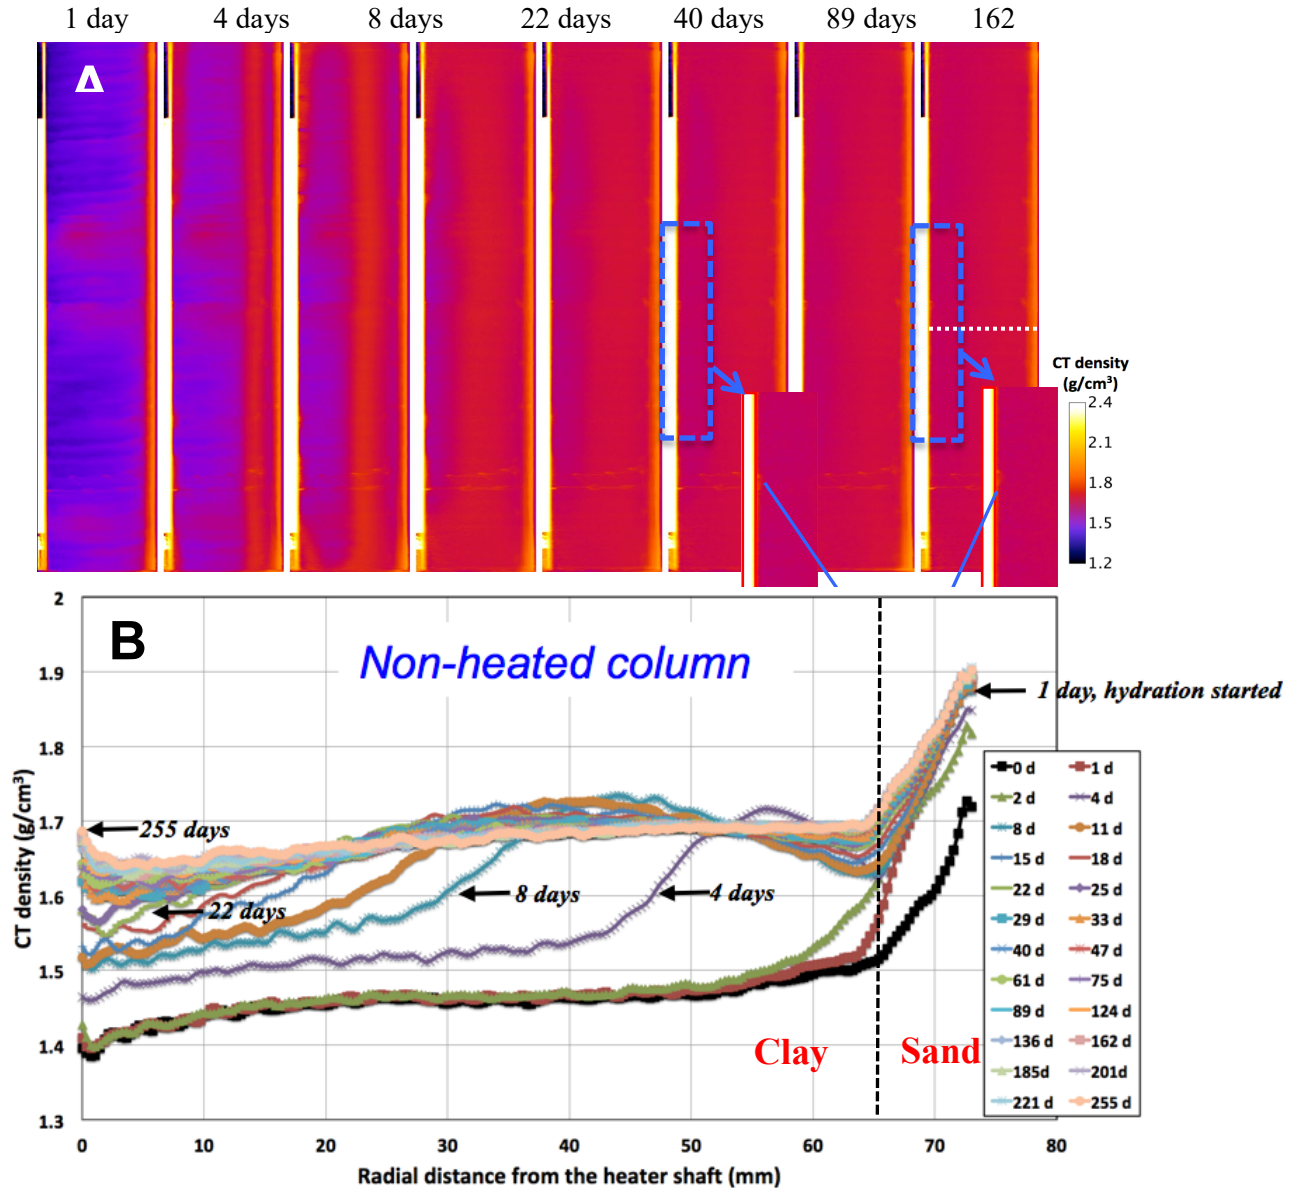 1 day 4 days 8 days 22 days 40 days 89 days 162
A
CT density
(g/cm³)
2.4
2.1
1.8
1.5
1.2
B
Non-heated column
2
1.9
1.8
1.7
1.6
1.5
1.4
1.3
CT density (g/cm³)
1 day, hydration started
255 days
22 days
8 days
4 days
Clay
Sand
0 d 1 d
2 d 4 d
8 d 11 d
15 d 18 d
22 d 25 d
29 d 33 d
40 d 47 d
61 d 75 d
89 d 124 d
136 d 162 d
185d 201d
221 d 255 d
0 10 20 30 40 50 60 70 80
Radial distance from the heater shaft (mm)